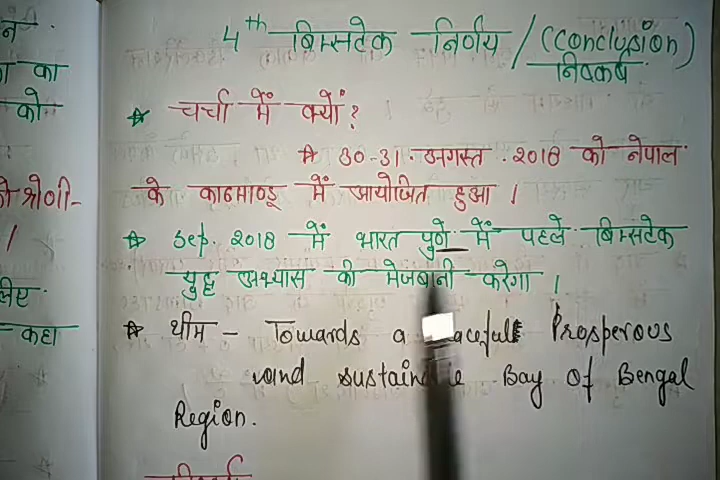 4th बिम्सटेक निर्णय / (Conclusion)
निष्कर्ष
चर्चा में क्यों?
30-31 अगस्त 2018 को नेपाल
के काठमाण्डू में आयोजित हुआ।
Sep. 2018 में भारत पुणे में पहले बिम्सटेक
युद्ध अभ्यास की मेजबानी करेगा।
थीम - Towards a Prosperous
Bay Of Bengal
Region.
का
को
लिए
कहा